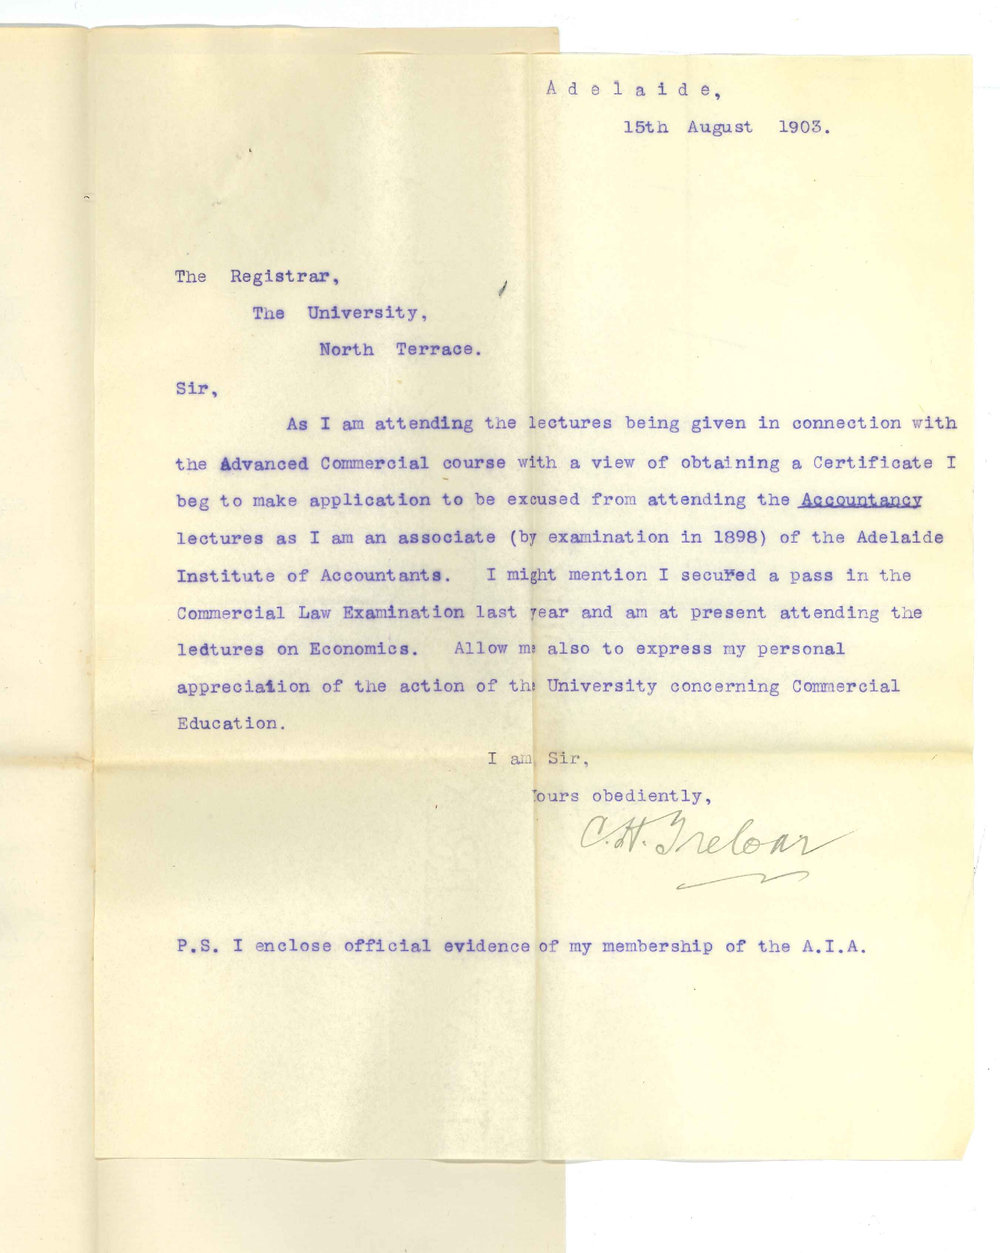 Adelaide,
15th August 1903.
The Registrar,
The University,
North Terrace.
Sir,
As I am attending the lectures being given in connection with
the Advanced Commercial course with a view of obtaining a Certificate I
beg to make application to be excused from attending the Accountancy
lectures as I am an associate (by examination in 1898) of the Adelaide
Institute of Accountants. I might mention I secured a pass in the
Commercial Law Examination last year and am at present attending the
ledtures on Economics. Allow me also to express my personal
appreciation of the action of the University concerning Commercial
Education.
I am Sir,
Yours obediently,
C.H. Treloar
P.S. I enclose official evidence of my membership of the A.I.A.